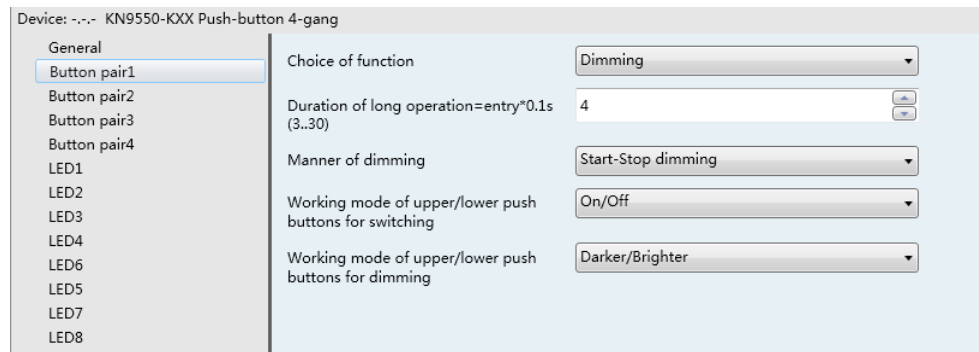 Device: -.-.- KN9550-KXX Push-button 4-gang
General
Button pair1
Button pair2
Button pair3
Button pair4
LED1
LED2
LED3
LED4
LED6
LED5
LED7
LED8
Choice of function
Dimming
Duration of long operation=entry*0.1s
(3..30)
4
Manner of dimming
Start-Stop dimming
Working mode of upper/lower push
buttons for switching
On/Off
Working mode of upper/lower push
buttons for dimming
Darker/Brighter